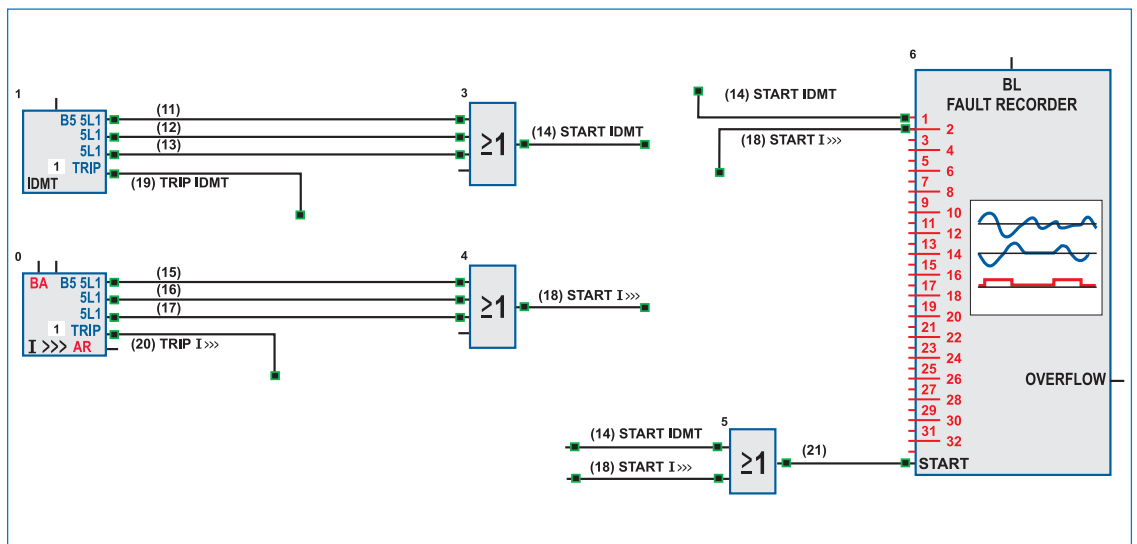 1
B5 5L1
5L1
5L1
1 TRIP
IDMT
(11)
(12)
(13)
(19) TRIP IDMT
3
≥1
(14) START IDMT
0
BA B5 5L1
5L1
5L1
1 TRIP
I >>> AR
(15)
(16)
(17)
(20) TRIP I>>>
4
≥1
(18) START I>>>
(14) START IDMT
(18) START I>>>
5
≥1
(21)
(14) START IDMT
(18) START I>>>
6
BL
FAULT RECORDER
1
2
3
4
5
6
7
8
9
10
11
12
13
14
15
16
17
18
19
20
21
22
23
24
25
26
27
28
29
30
31
32
START
OVERFLOW